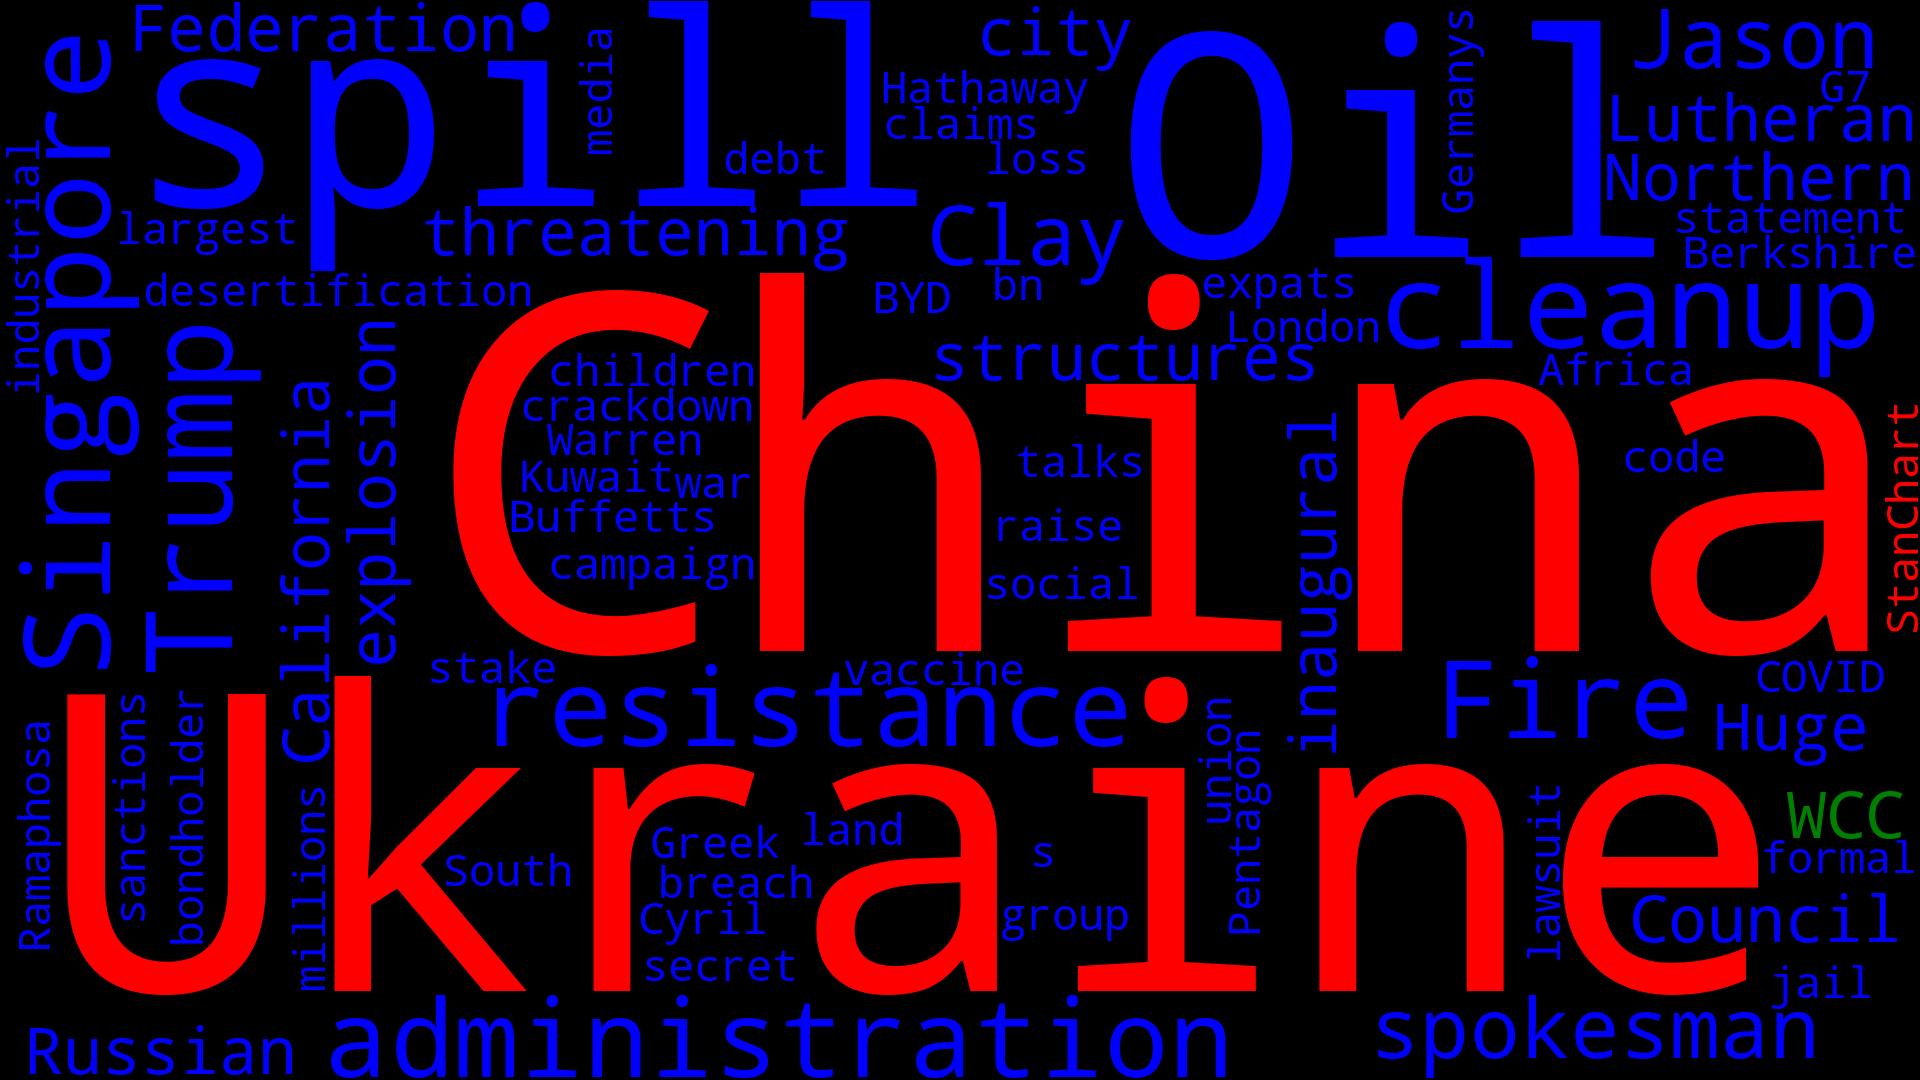 Federation
spill
media
city
Oil
Germanys
Jason
G7
Hathaway
claims
debt
loss
Lutheran
Northern
Singapore
industrial
largest
threatening
Clay
statement
Berkshire
desertification
BYD
bn
expats
London
cleanup
structures
Africa
Trump
California
explosion
China
children
crackdown
Warren
Kuwait
war
Buffetts
campaign
talks
raise
social
inaugural
code
StanChart
stake
vaccine
resistance
Fire
COVID
Huge
Ukraine
Ramaphosa
sanctions
bondholder
millions
South
Greek
land
breach
Cyril
secret
s
group
union
Pentagon
lawsuit
WCC
formal
Council
jail
Russian
administration
spokesman